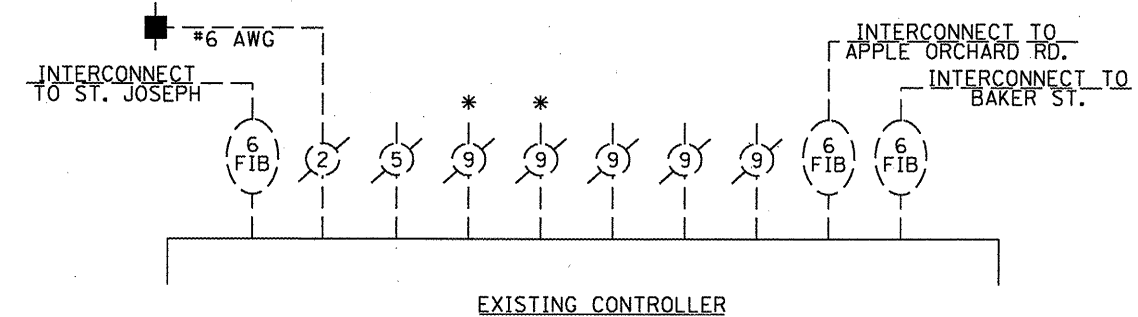 #6 AWG
INTERCONNECT
TO ST. JOSEPH
INTERCONNECT TO
APPLE ORCHARD RD.
INTERCONNECT TO
BAKER ST.
* *
6
FIB
2
5
9
9
9
9
9
6
FIB
6
FIB
EXISTING CONTROLLER